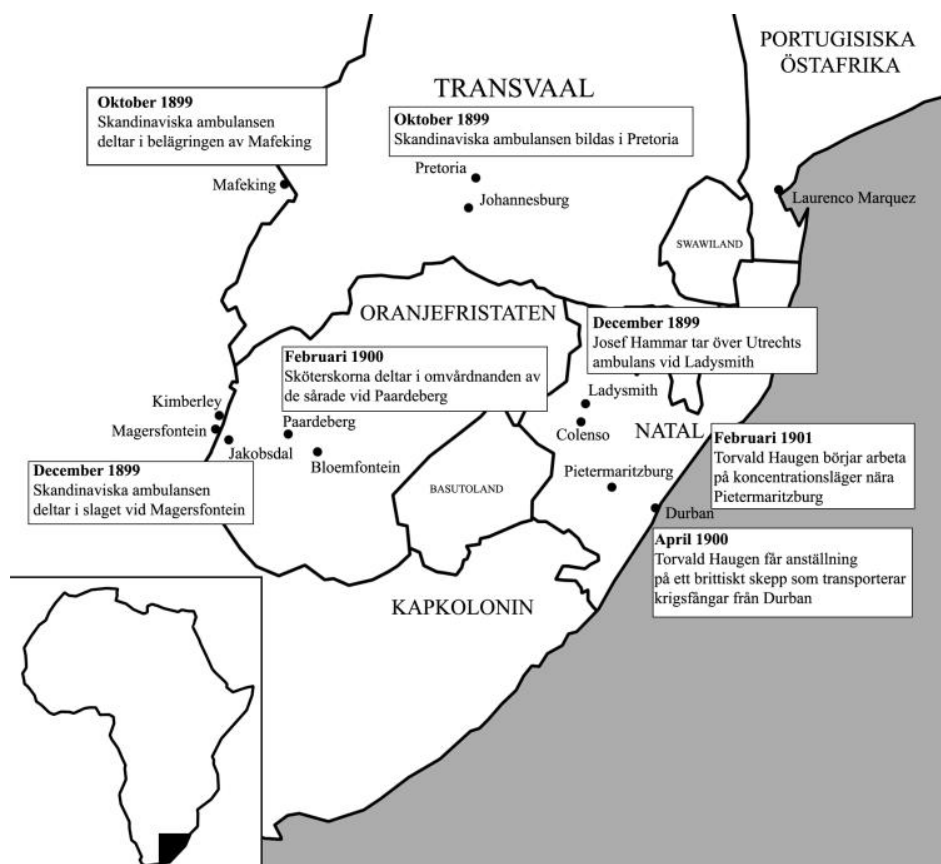 PORTUGISISKA
ÖSTAFRIKA
TRANSVAAL
Oktober 1899
Skandinaviska ambulansen
deltar i belägringen av Mafeking
Oktober 1899
Skandinaviska ambulansen bildas i Pretoria
Pretoria
Mafeking
Johannesburg
Laurenco Marquez
SWAWILAND
ORANJEFRISTATEN
December 1899
Josef Hammar tar över Utrechts
ambulans vid Ladysmith
Februari 1900
Sköterskorna deltar i omvårdnanden av
de sårade vid Paardeberg
Ladysmith
Kimberley
Magersfontein
Paardeberg
Colenso
NATAL
Jakobsdal
Bloemfontein
Februari 1901
Torvald Haugen börjar arbeta
på koncentrationsläger nära
Pietermaritzburg
December 1899
Skandinaviska ambulansen
deltar i slaget vid Magersfontein
Pietermaritzburg
BASUTOLAND
Durban
April 1900
Torvald Haugen får anställning
på ett brittiskt skepp som transporterar
krigsfångar från Durban
KAPKOLONIN